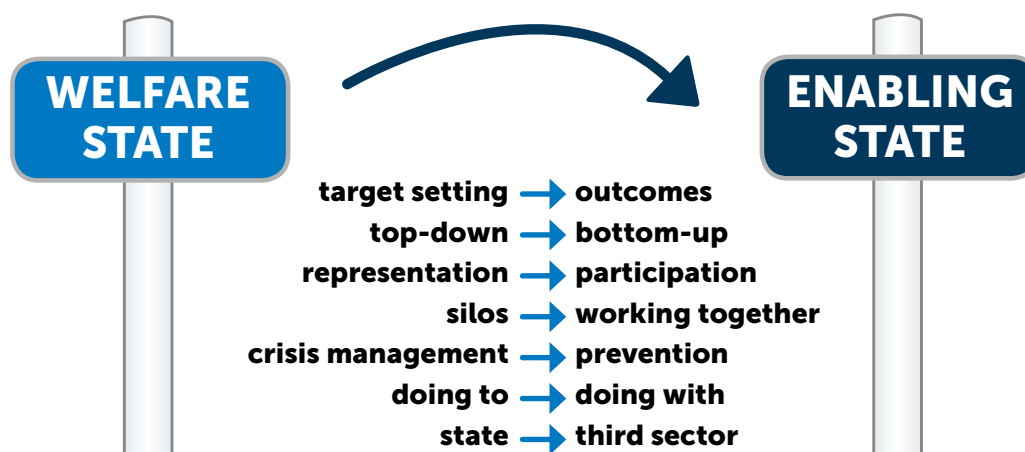 WELFARE
STATE
ENABLING
STATE
target setting → outcomes
top-down → bottom-up
representation → participation
silos → working together
crisis management → prevention
doing to → doing with
state → third sector